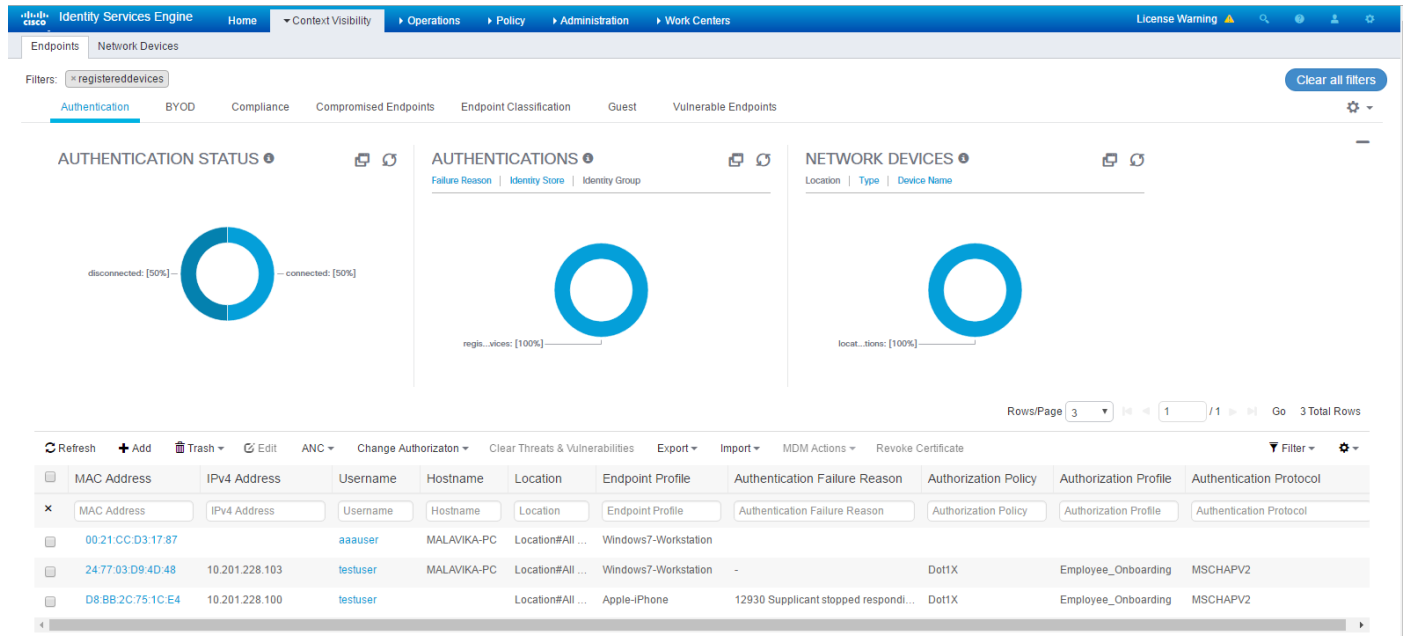 cisco Identity Services Engine Home Context Visibility Operations Policy Administration Work Centers License Warning
Endpoints Network Devices
Filters: × registereddevices Clear all filters
Authentication BYOD Compliance Compromised Endpoints Endpoint Classification Guest Vulnerable Endpoints
AUTHENTICATION STATUS AUTHENTICATIONS NETWORK DEVICES
Failure Reason | Identity Store | Identity Group Location | Type | Device Name
disconnected: [50%] connected: [50%]
regis...vices: [100%] locat...tions: [100%]
Rows/Page 3 1 / 1 Go 3 Total Rows
Refresh Add Trash Edit ANC Change Authorizaton Clear Threats & Vulnerabilities Export Import MDM Actions Revoke Certificate Filter
MAC Address IPv4 Address Username Hostname Location Endpoint Profile Authentication Failure Reason Authorization Policy Authorization Profile Authentication Protocol
× MAC Address IPv4 Address Username Hostname Location Endpoint Profile Authentication Failure Reason Authorization Policy Authorization Profile Authentication Protocol
00:21:CC:D3:17:87 aaauser MALAVIKA-PC Location#All ... Windows7-Workstation
24:77:03:D9:4D:48 10.201.228.103 testuser MALAVIKA-PC Location#All ... Windows7-Workstation - Dot1X Employee_Onboarding MSCHAPV2
D8:BB:2C:75:1C:E4 10.201.228.100 testuser Location#All ... Apple-iPhone 12930 Supplicant stopped respondi... Dot1X Employee_Onboarding MSCHAPV2